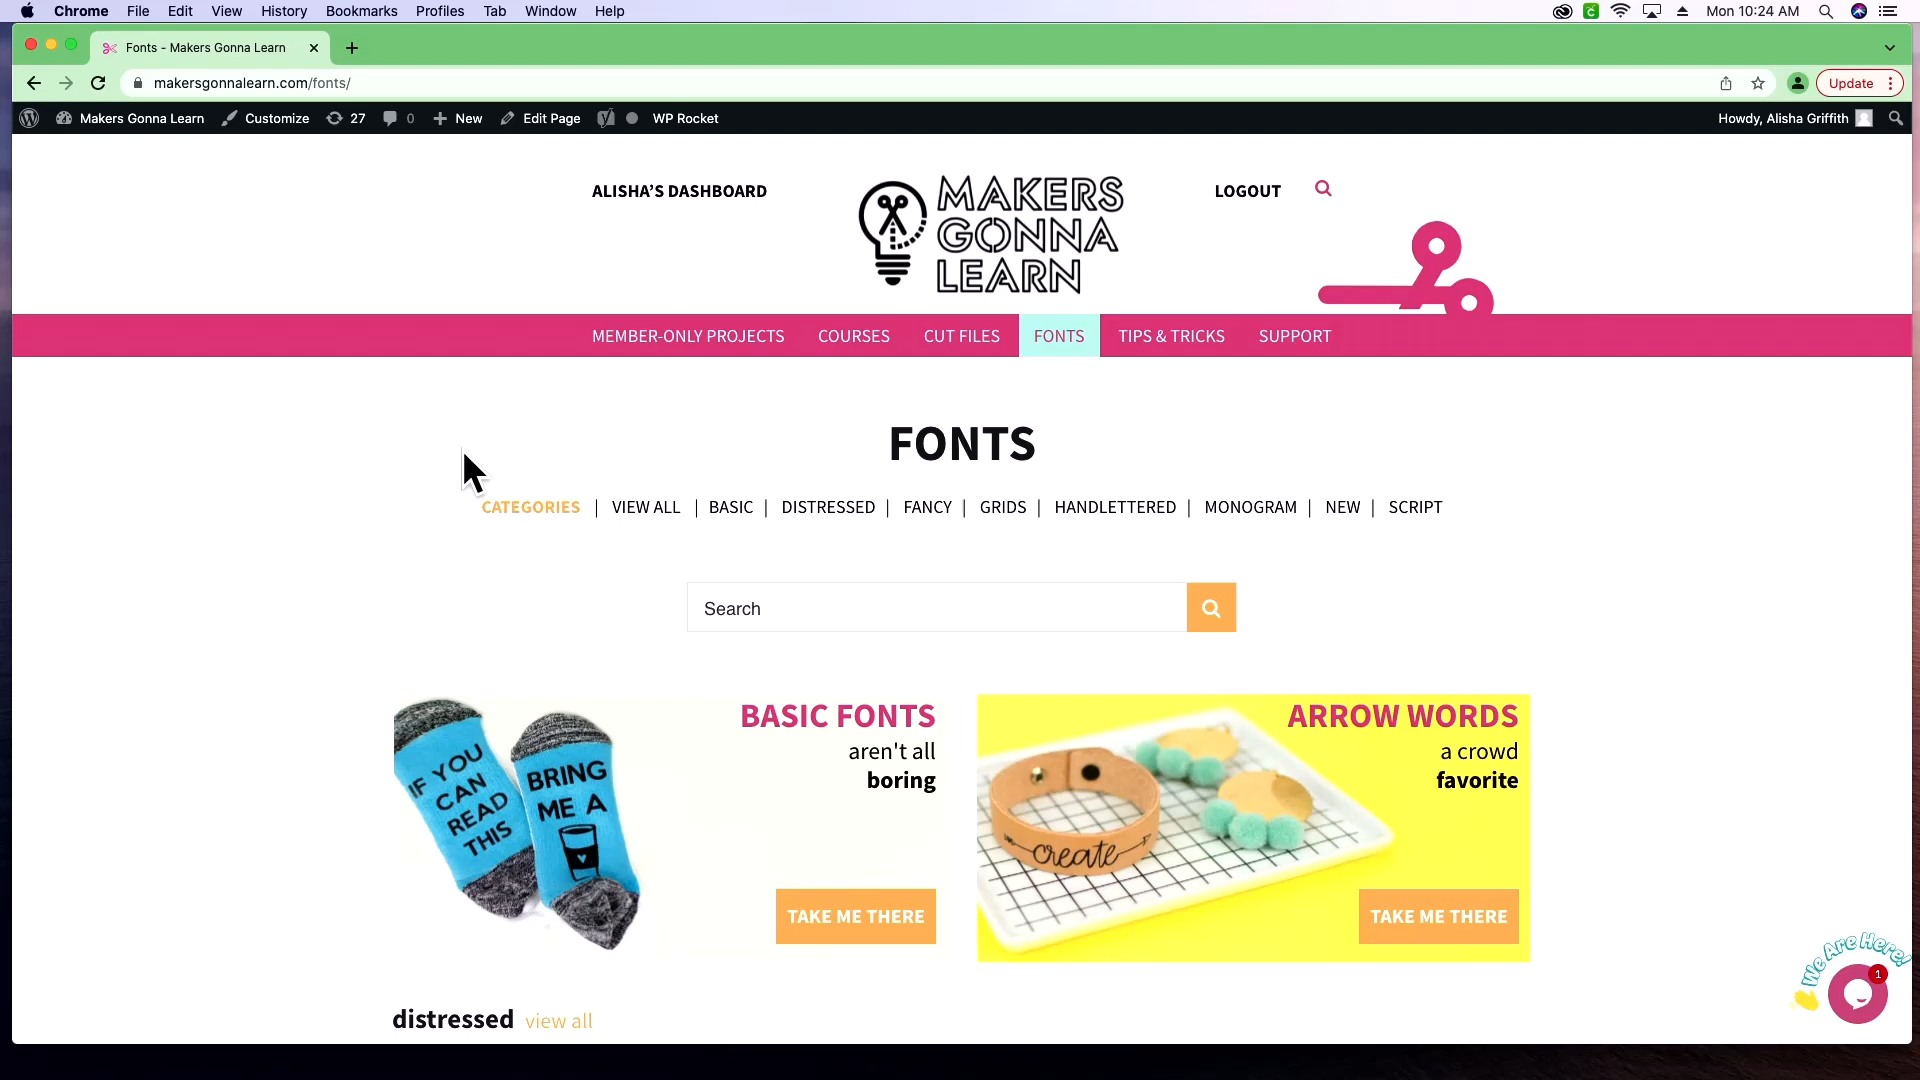 Chrome File Edit View History Bookmarks Profiles Tab Window Help Mon 10:24 AM
Fonts - Makers Gonna Learn
makersgonnalearn.com/fonts/ Update
Makers Gonna Learn Customize 27 0 New Edit Page WP Rocket Howdy, Alisha Griffith
ALISHA'S DASHBOARD
MAKERS
GONNA
LEARN
LOGOUT
MEMBER-ONLY PROJECTS COURSES CUT FILES FONTS TIPS & TRICKS SUPPORT
FONTS
CATEGORIES | VIEW ALL | BASIC | DISTRESSED | FANCY | GRIDS | HANDLETTERED | MONOGRAM | NEW | SCRIPT
Search
IF YOU
CAN
READ
THIS
BRING
ME A
BASIC FONTS
aren't all
boring
TAKE ME THERE
create
ARROW WORDS
a crowd
favorite
TAKE ME THERE
We Are Here!
1
distressed view all